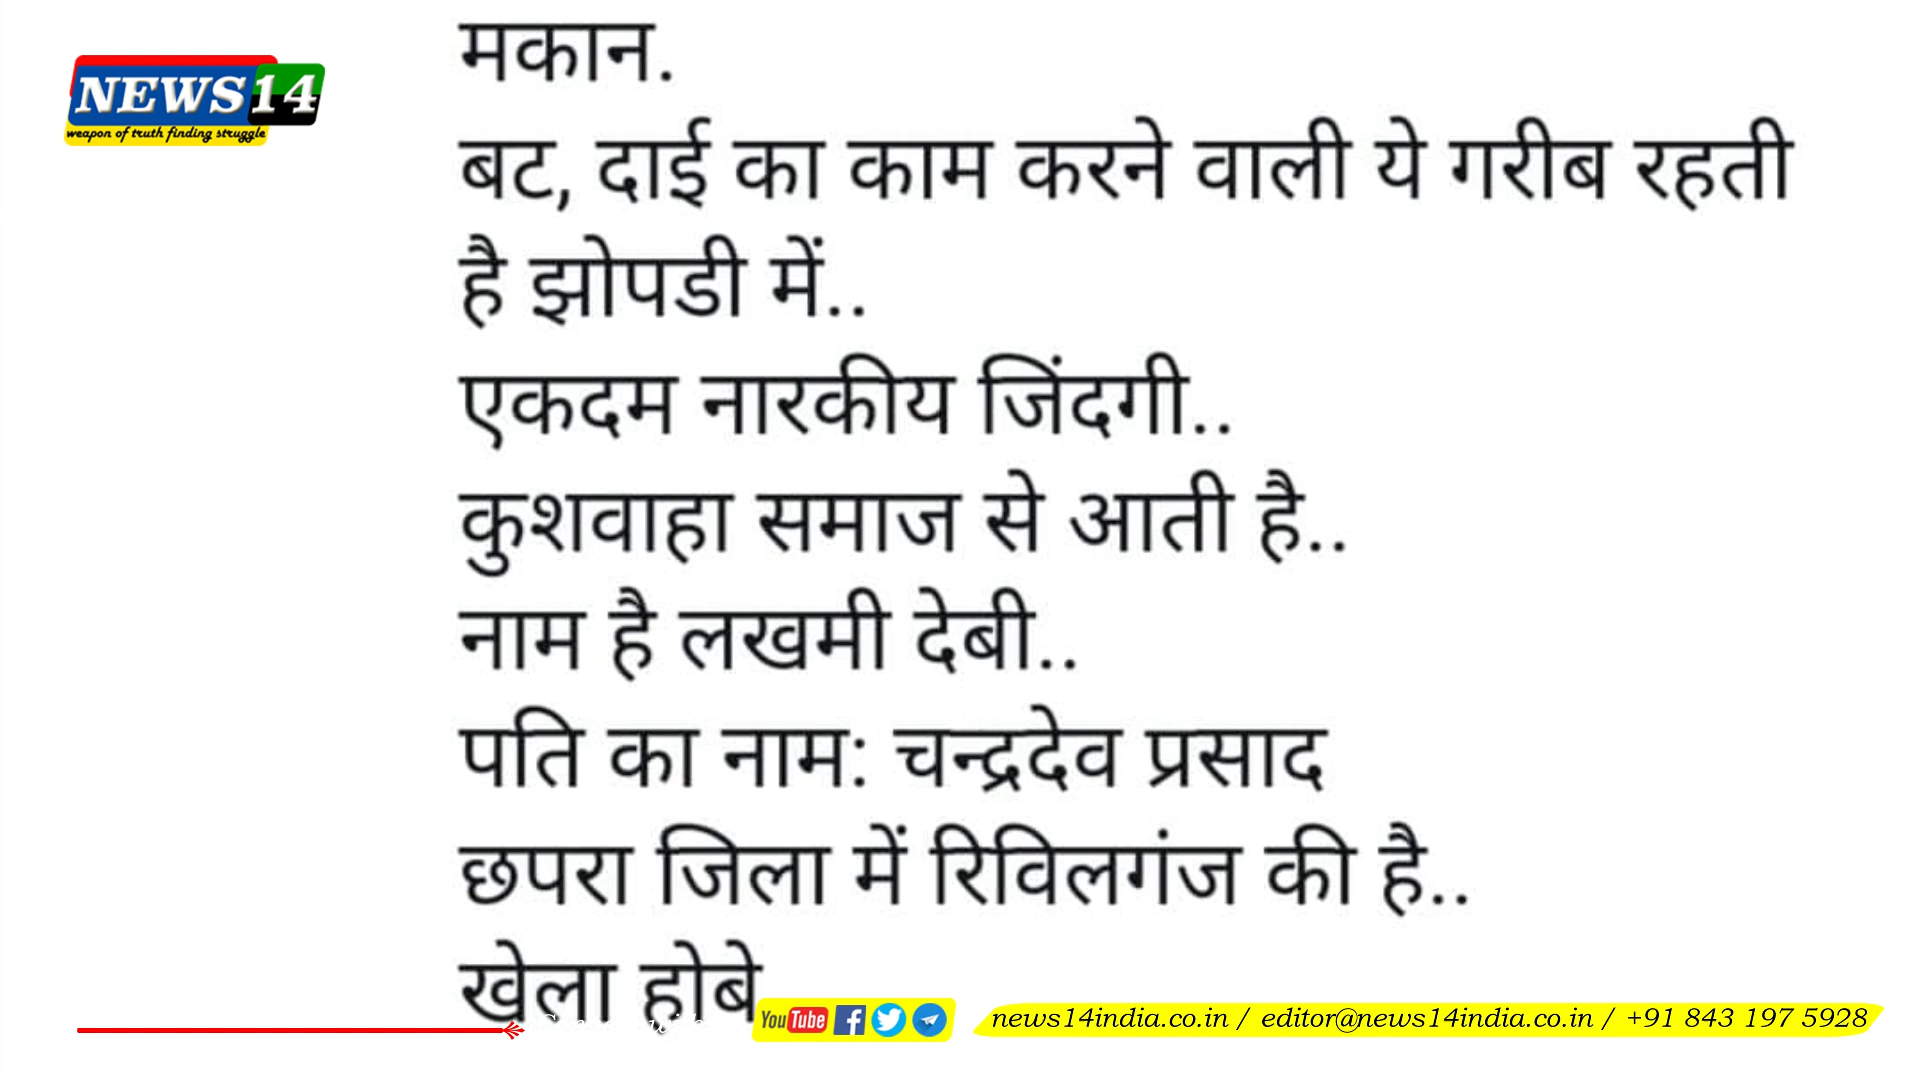 मकान.
NEWS14
weapon of truth finding struggle
बट, दाई का काम करने वाली ये गरीब रहती
है झोपडी में..
एकदम नारकीय जिंदगी..
कुशवाहा समाज से आती है..
नाम है लखमी देबी..
पति का नाम: चन्द्रदेव प्रसाद
छपरा जिला में रिविलगंज की है..
खेला होबे
YouTube
news14india.co.in / editor@news14india.co.in / +91 843 197 5928